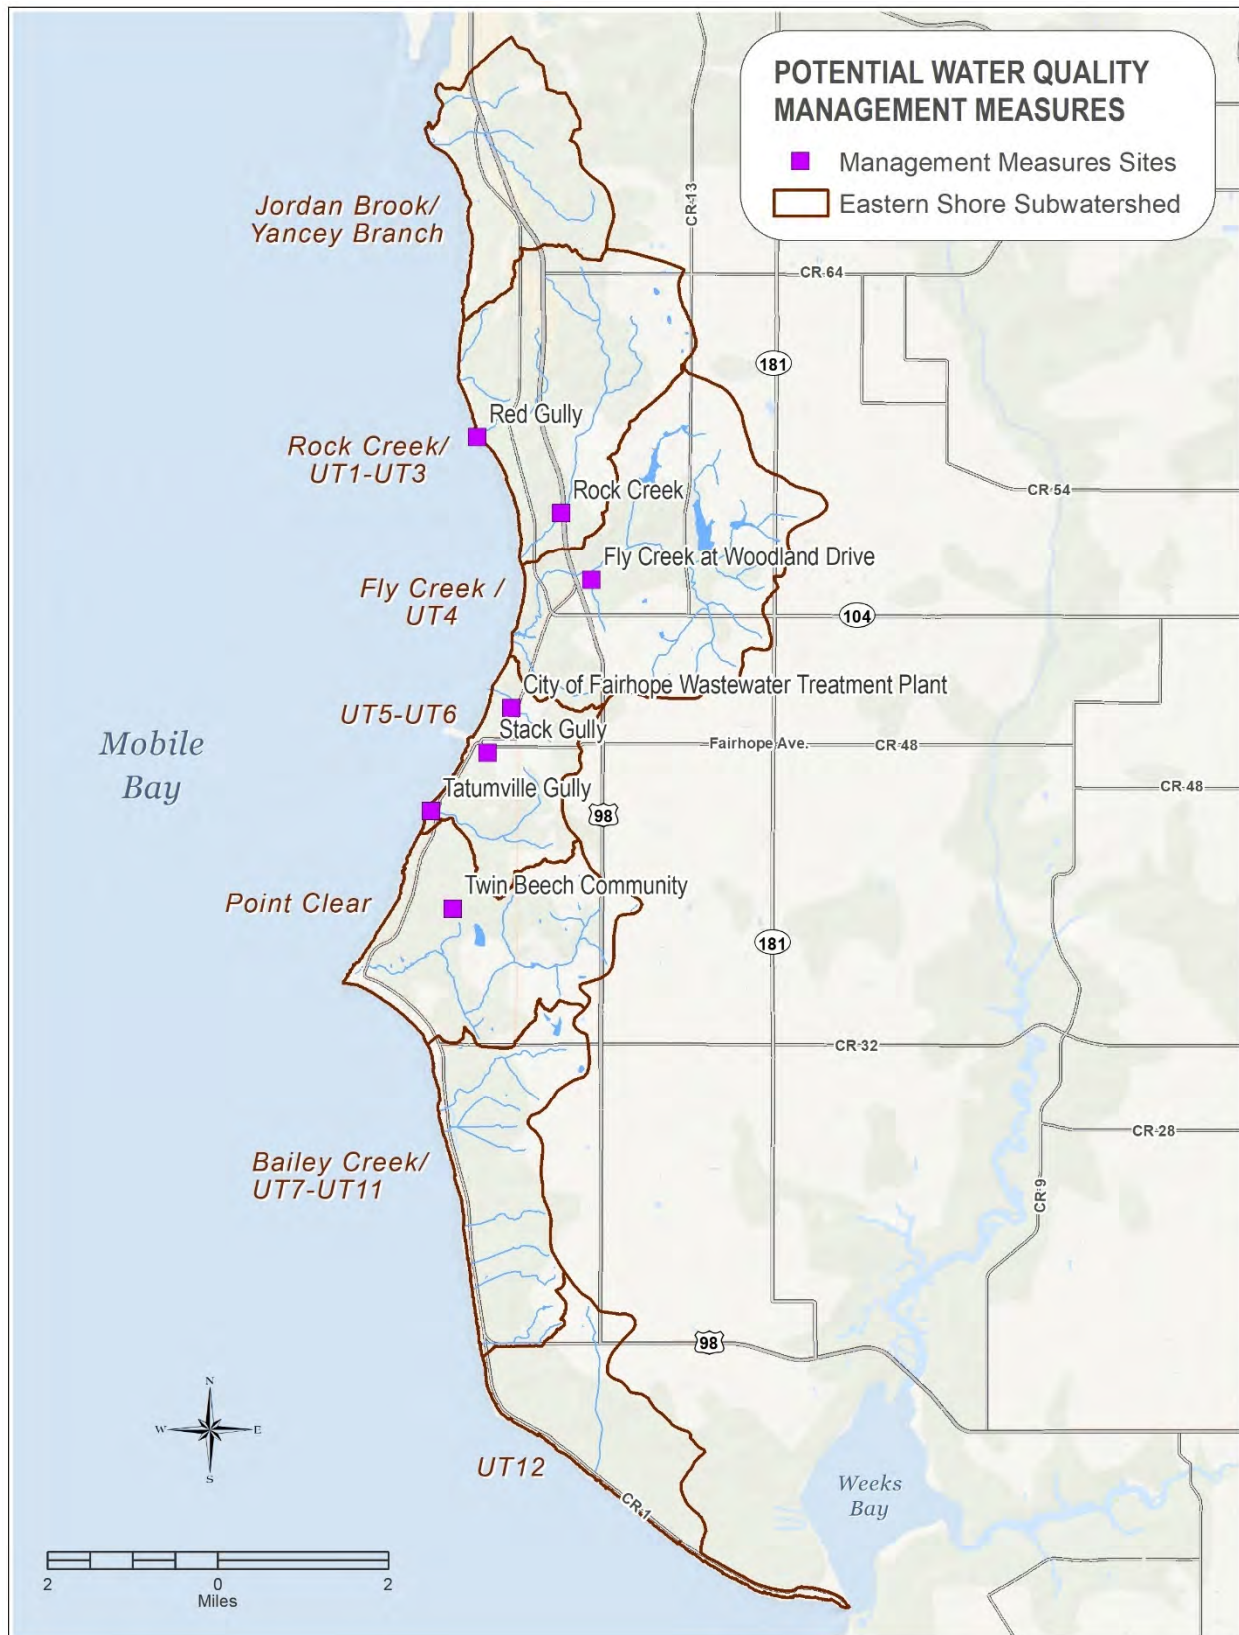 POTENTIAL WATER QUALITY
MANAGEMENT MEASURES
Management Measures Sites
Eastern Shore Subwatershed
CR 13
Jordan Brook/
Yancey Branch
CR 64
181
Red Gully
Rock Creek/
UT1-UT3
Rock Creek
CR 54
Fly Creek at Woodland Drive
Fly Creek /
UT4
104
City of Fairhope Wastewater Treatment Plant
UT5-UT6
Stack Gully
Fairhope Ave.
CR 48
Mobile
Bay
Tatumville Gully
CR 48
98
Twin Beech Community
Point Clear
181
CR 32
CR 28
Bailey Creek/
UT7-UT11
CR 9
98
N
W
E
S
UT12
Weeks
Bay
CR 1
2
0
2
Miles